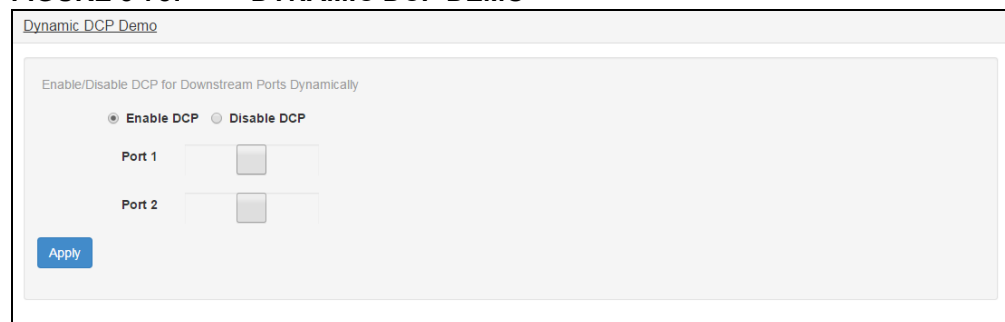 Dynamic DCP Demo
Enable/Disable DCP for Downstream Ports Dynamically
Enable DCP Disable DCP
Port 1
Port 2
Apply